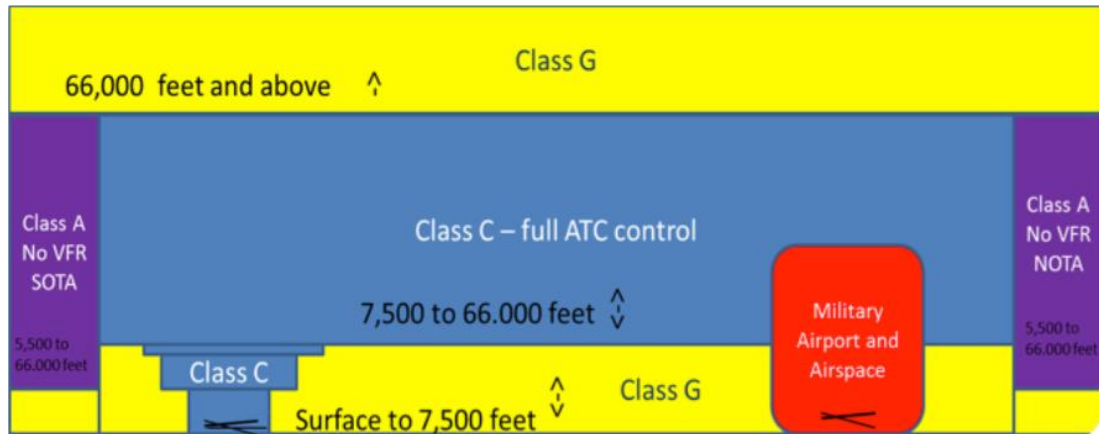 Class G
66,000 feet and above
Class A
No VFR
SOTA
5,500 to
66.000 feet
Class C – full ATC control
7,500 to 66.000 feet
Class C
Surface to 7,500 feet
Class G
Military
Airport and
Airspace
Class A
No VFR
NOTA
5,500 to
66.000 feet